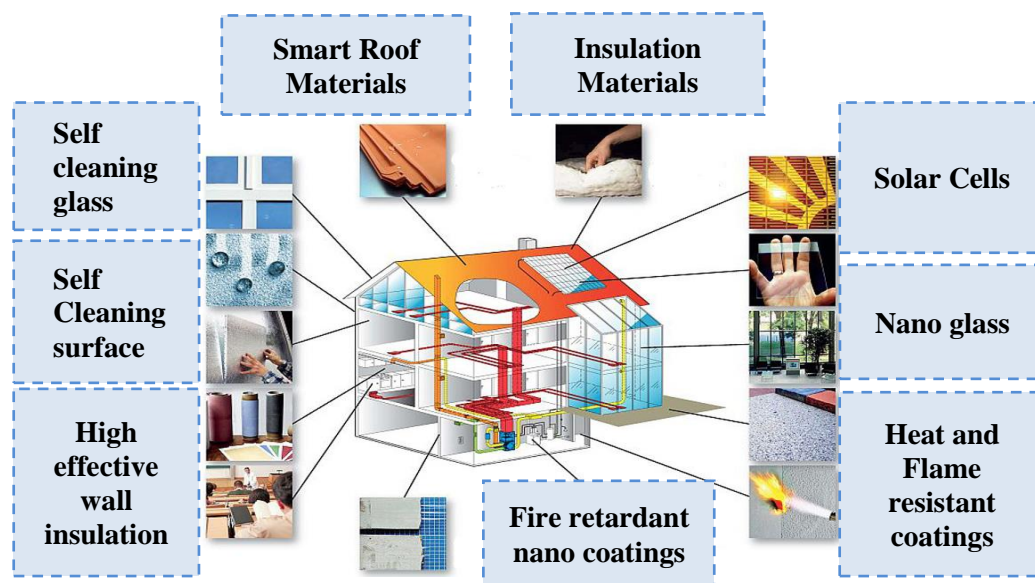 Smart Roof
Materials
Insulation
Materials
Self
cleaning
glass
Solar Cells
Self
Cleaning
surface
Nano glass
High
effective
wall
insulation
Heat and
Flame
resistant
coatings
Fire retardant
nano coatings